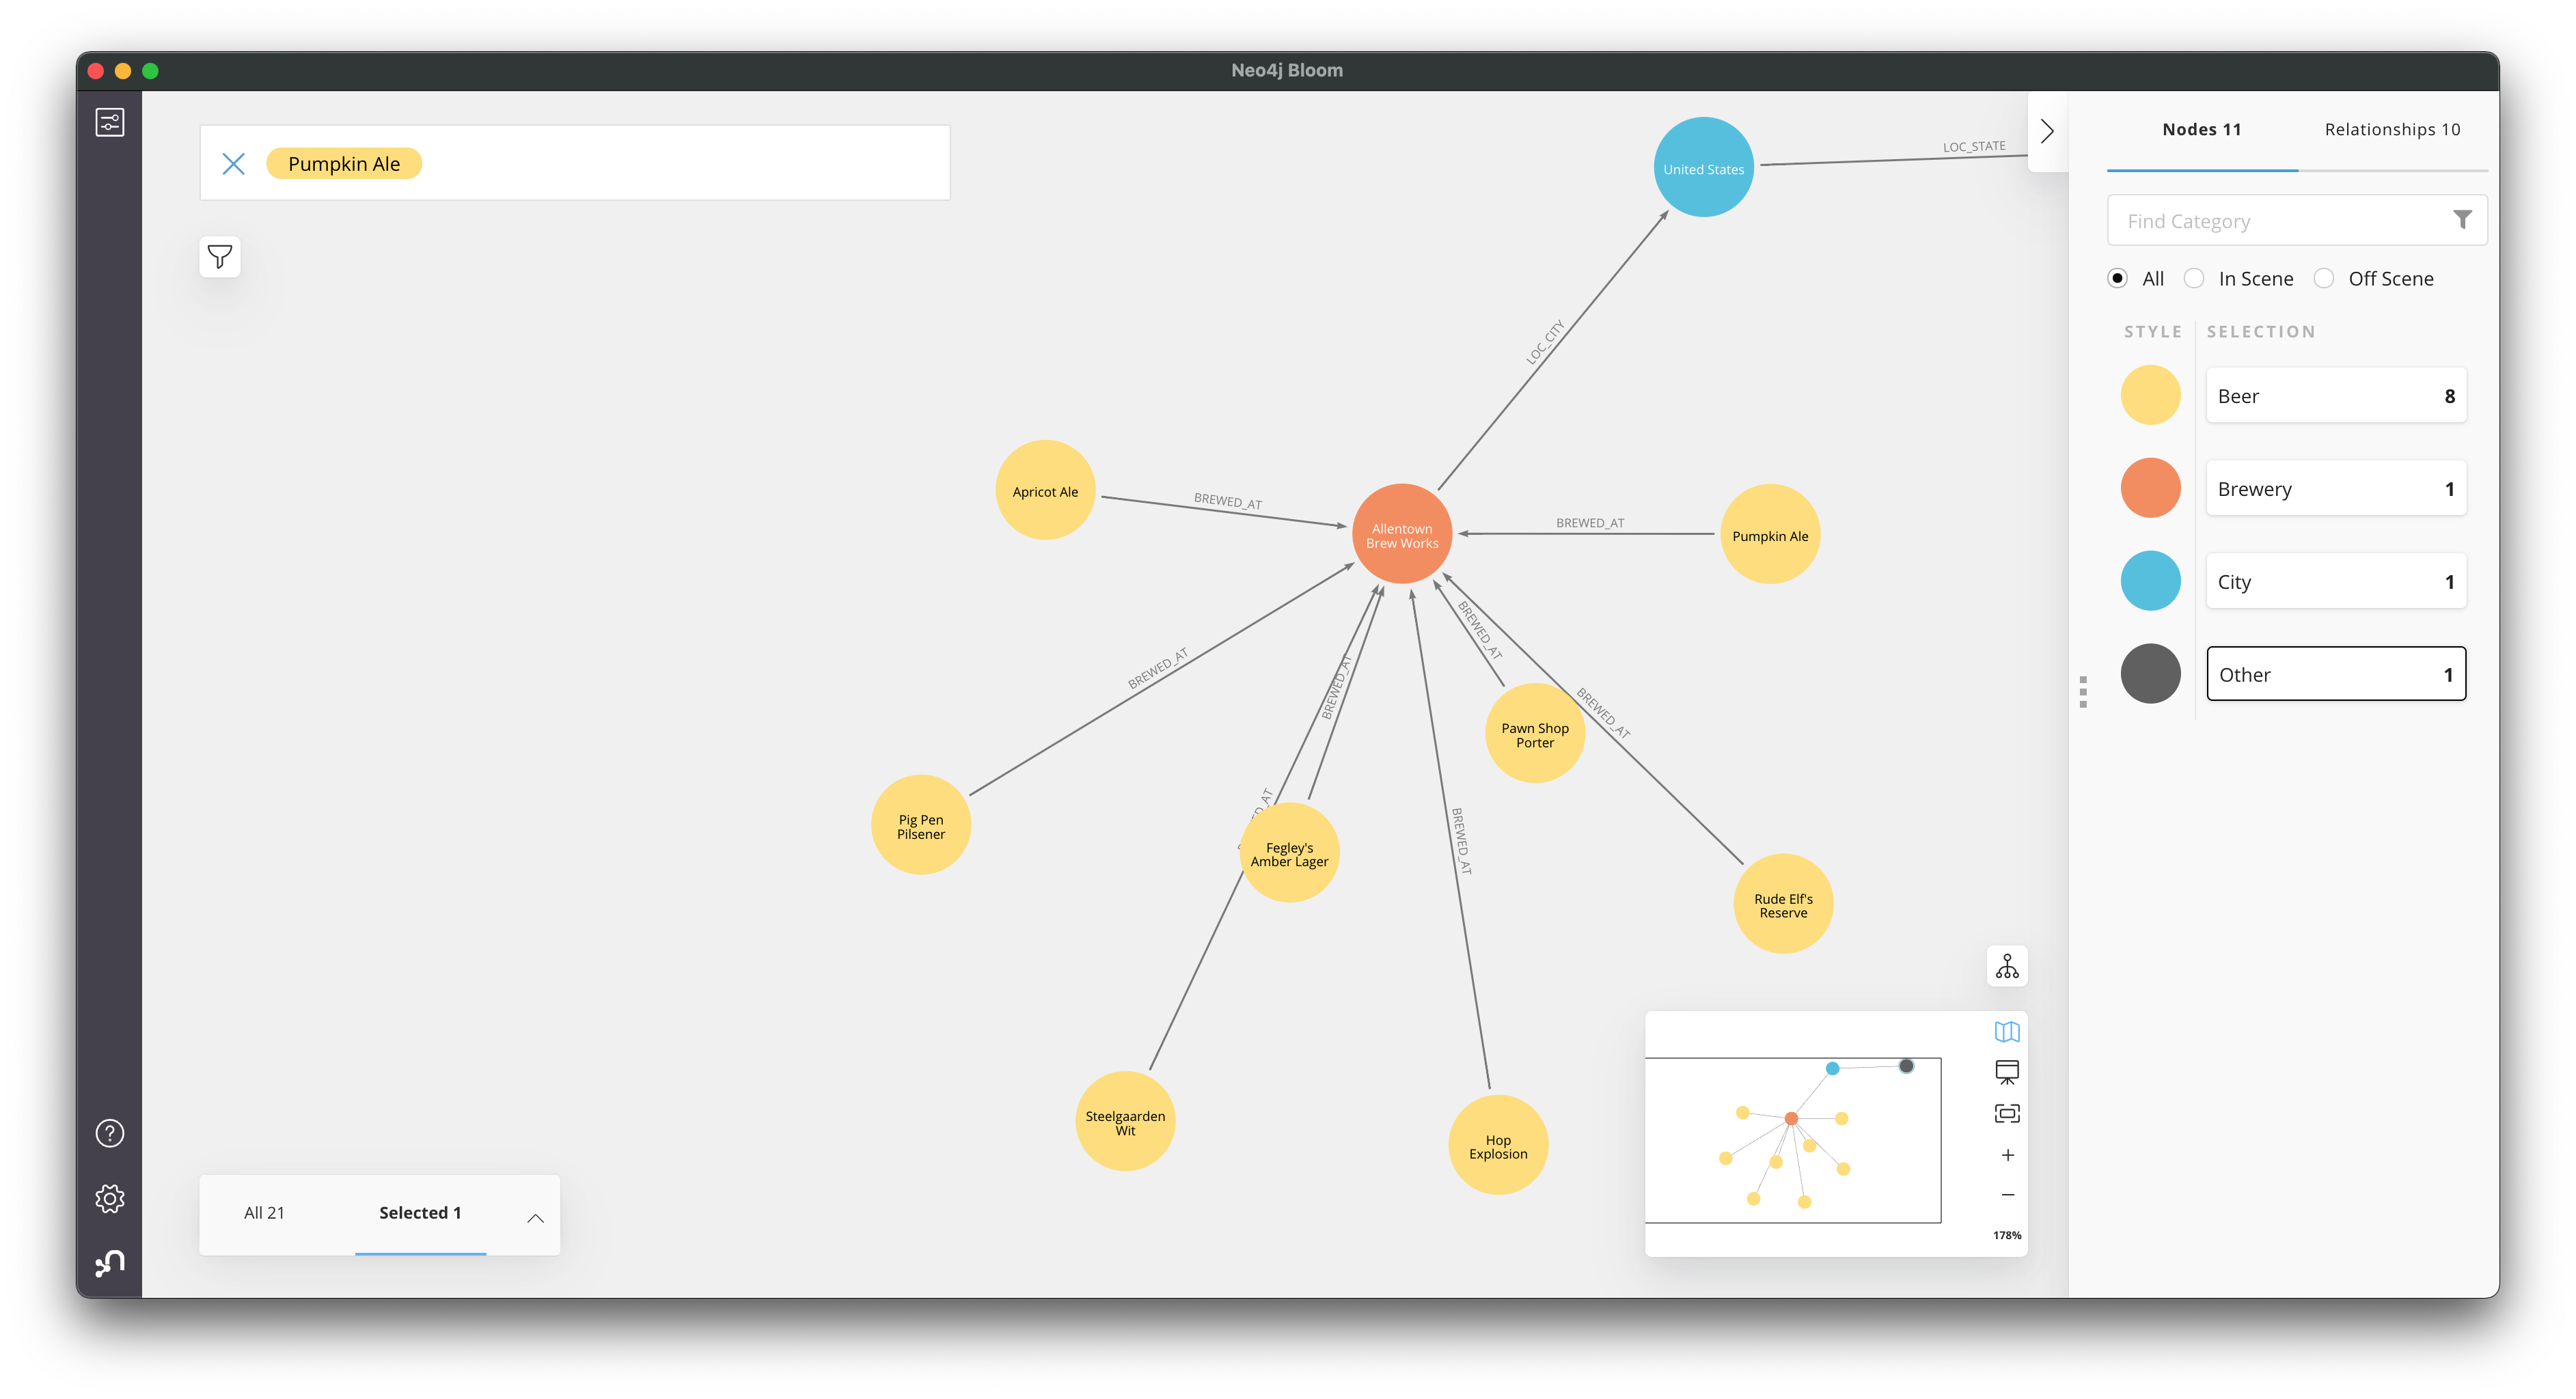 Neo4j Bloom
Pumpkin Ale
United States
LOC_STATE
LOC_CITY
Apricot Ale
BREWED_AT
Allentown
Brew Works
BREWED_AT
Pumpkin Ale
BREWED_AT
BREWED_AT
BREWED_AT
BREWED_AT
Pawn Shop
Porter
Pig Pen
Pilsener
Fegley's
Amber Lager
BREWED_AT
Rude Elf's
Reserve
Steelgaarden
Wit
Hop
Explosion
All 21
Selected 1
178%
Nodes 11
Relationships 10
Find Category
All
In Scene
Off Scene
STYLE
SELECTION
Beer 8
Brewery 1
City 1
Other 1